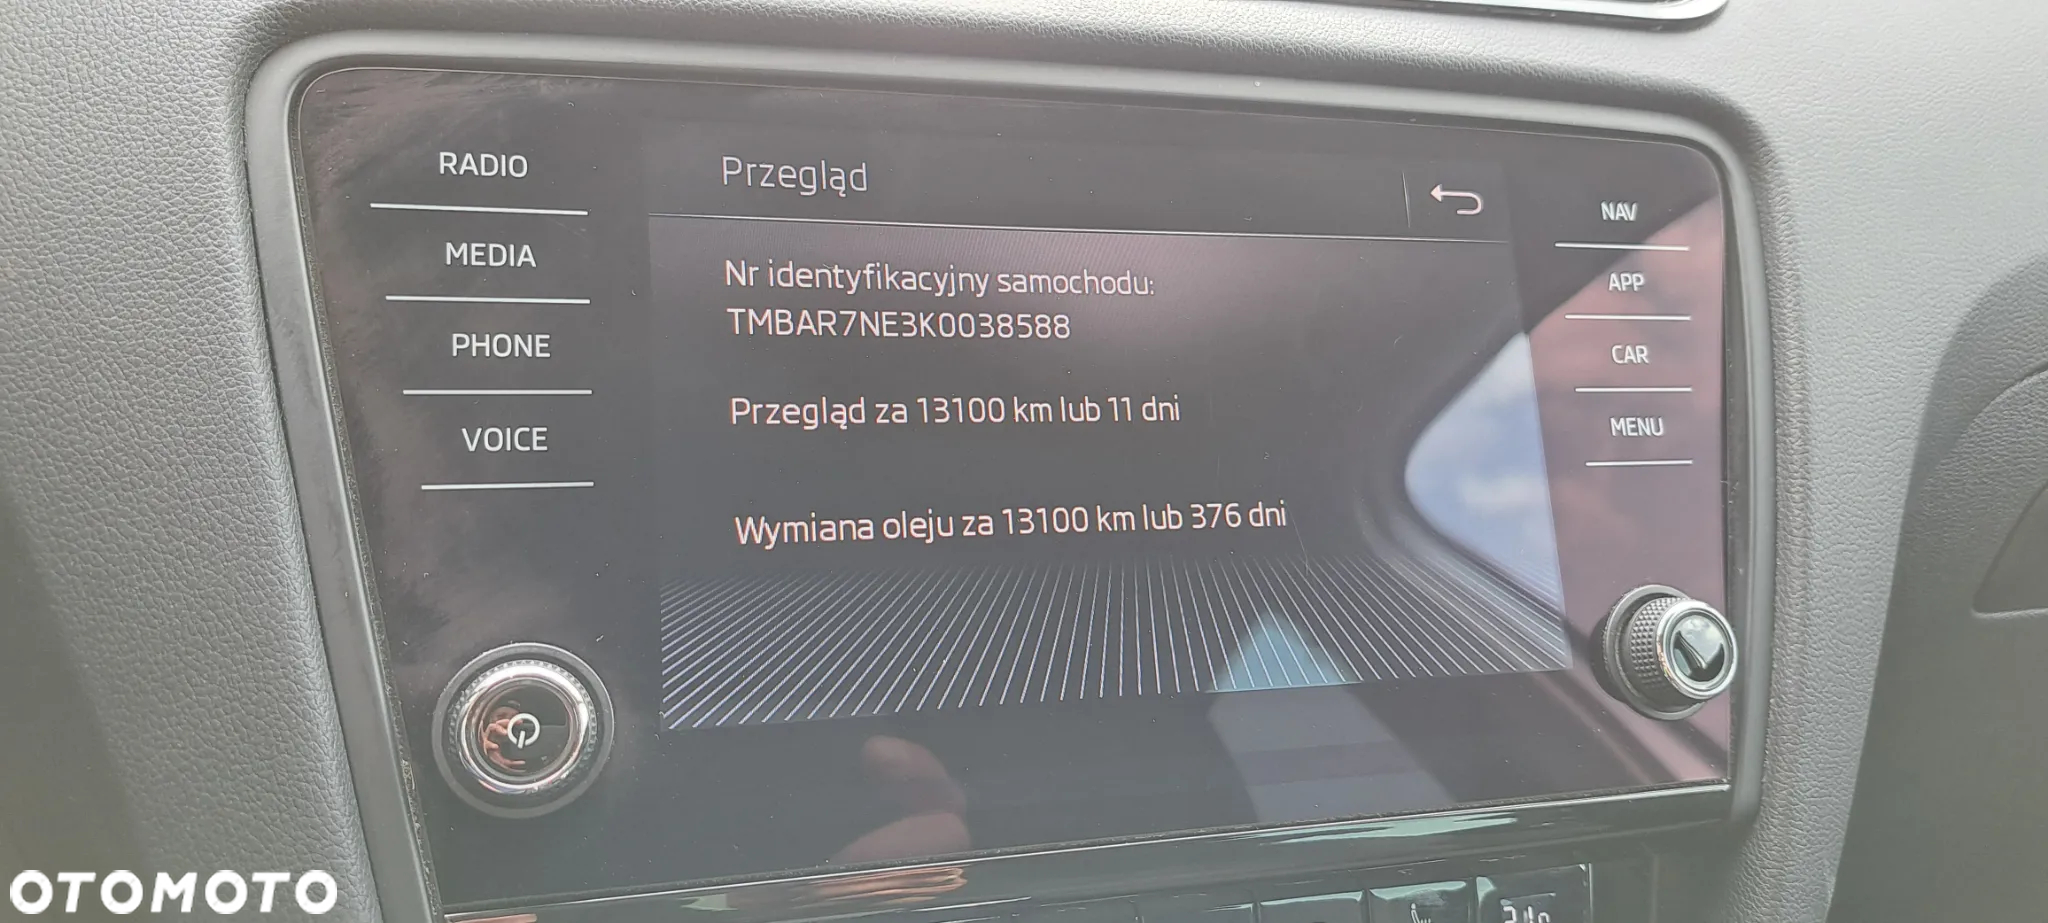 RADIO
MEDIA
PHONE
VOICE
Przegląd
Nr identyfikacyjny samochodu:
TMBAR7NE3K0038588
Przegląd za 13100 km lub 11 dni
Wymiana oleju za 13100 km lub 376 dni
NAV
APP
CAR
MENU
OTOMOTO